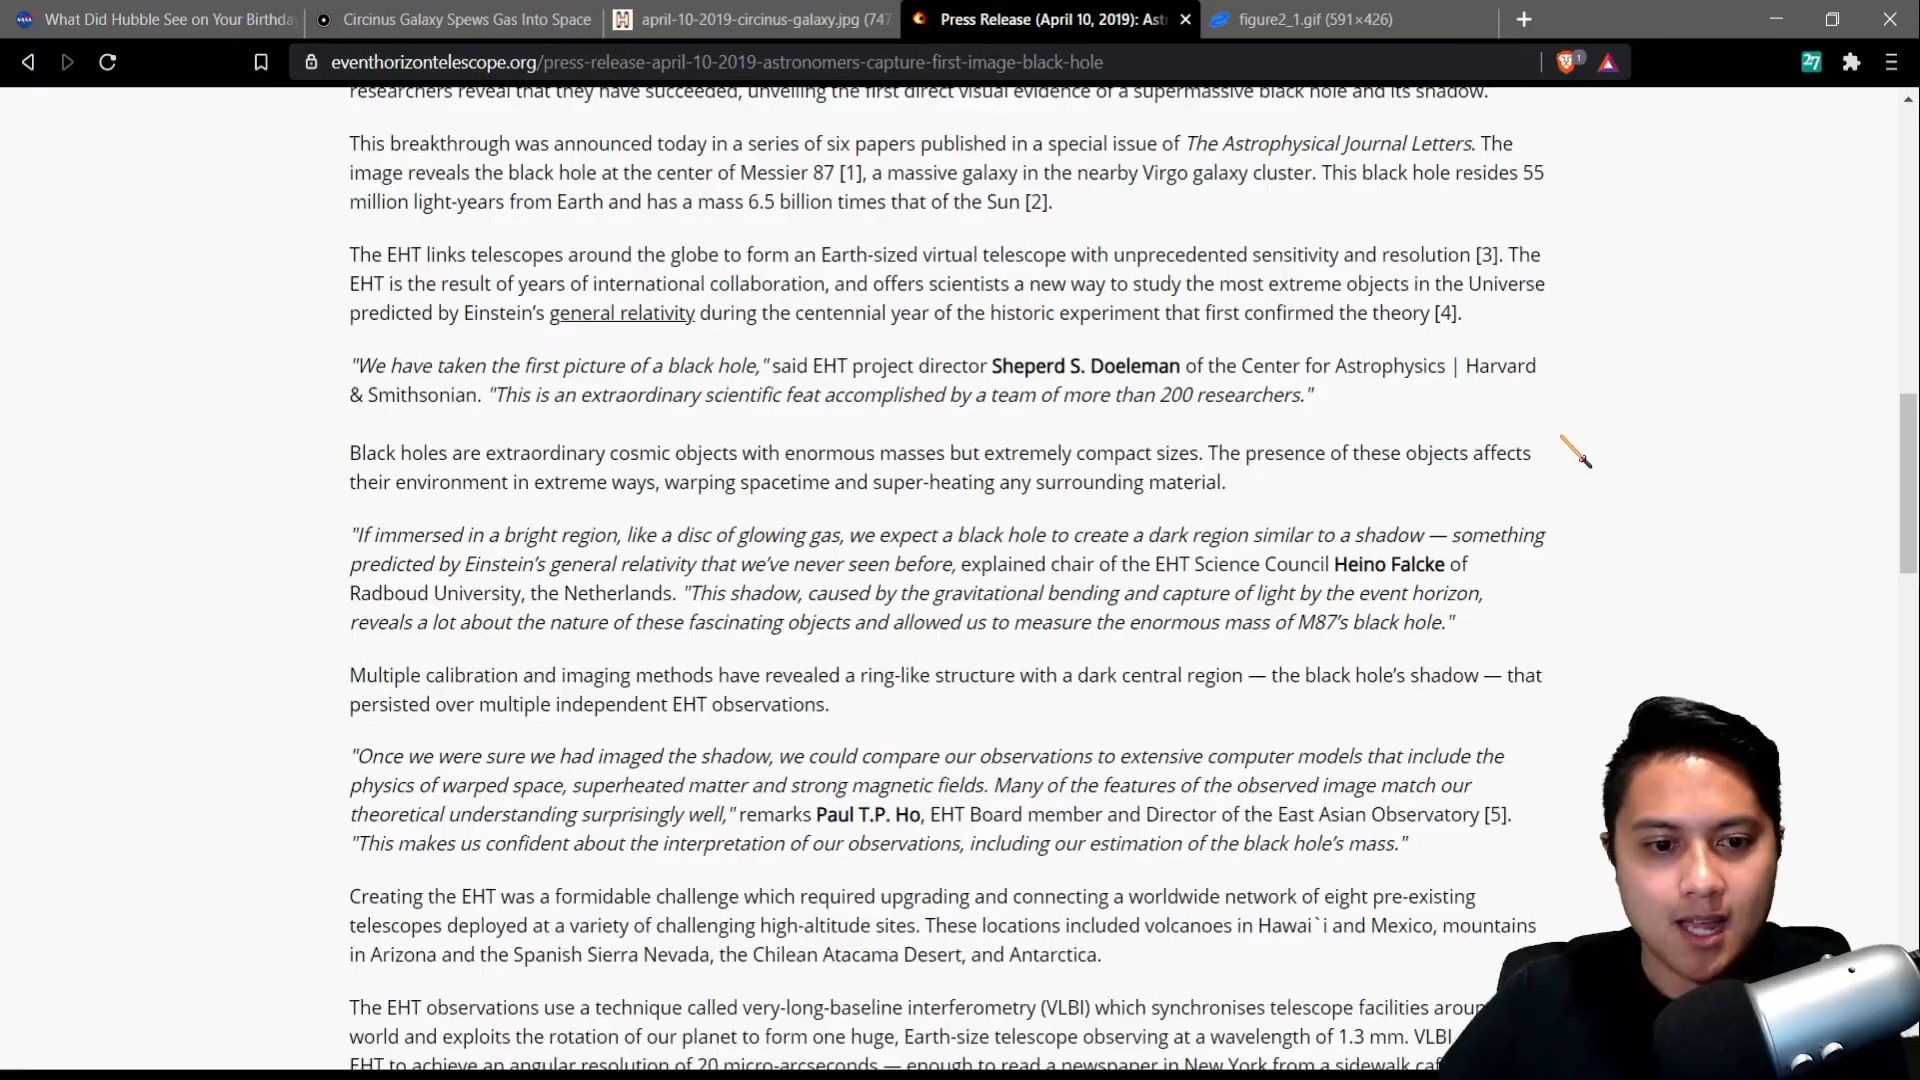 What Did Hubble See on Your Birthda
Circinus Galaxy Spews Gas Into Space
april-10-2019-circinus-galaxy.jpg (747
Press Release (April 10, 2019): Ast
figure2_1.gif (591×426)
eventhorizontelescope.org/press-release-april-10-2019-astronomers-capture-first-image-black-hole
1
27
researchers reveal that they have succeeded, unveiling the first direct visual evidence of a supermassive black hole and its shadow.
This breakthrough was announced today in a series of six papers published in a special issue of The Astrophysical Journal Letters. The
image reveals the black hole at the center of Messier 87 [1], a massive galaxy in the nearby Virgo galaxy cluster. This black hole resides 55
million light-years from Earth and has a mass 6.5 billion times that of the Sun [2].
The EHT links telescopes around the globe to form an Earth-sized virtual telescope with unprecedented sensitivity and resolution [3]. The
EHT is the result of years of international collaboration, and offers scientists a new way to study the most extreme objects in the Universe
predicted by Einstein's general relativity during the centennial year of the historic experiment that first confirmed the theory [4].
"We have taken the first picture of a black hole," said EHT project director Sheperd S. Doeleman of the Center for Astrophysics | Harvard
& Smithsonian. "This is an extraordinary scientific feat accomplished by a team of more than 200 researchers."
Black holes are extraordinary cosmic objects with enormous masses but extremely compact sizes. The presence of these objects affects
their environment in extreme ways, warping spacetime and super-heating any surrounding material.
"If immersed in a bright region, like a disc of glowing gas, we expect a black hole to create a dark region similar to a shadow — something
predicted by Einstein's general relativity that we've never seen before, explained chair of the EHT Science Council Heino Falcke of
Radboud University, the Netherlands. "This shadow, caused by the gravitational bending and capture of light by the event horizon,
reveals a lot about the nature of these fascinating objects and allowed us to measure the enormous mass of M87's black hole."
Multiple calibration and imaging methods have revealed a ring-like structure with a dark central region — the black hole's shadow — that
persisted over multiple independent EHT observations.
"Once we were sure we had imaged the shadow, we could compare our observations to extensive computer models that include the
physics of warped space, superheated matter and strong magnetic fields. Many of the features of the observed image match our
theoretical understanding surprisingly well," remarks Paul T.P. Ho, EHT Board member and Director of the East Asian Observatory [5].
"This makes us confident about the interpretation of our observations, including our estimation of the black hole's mass."
Creating the EHT was a formidable challenge which required upgrading and connecting a worldwide network of eight pre-existing
telescopes deployed at a variety of challenging high-altitude sites. These locations included volcanoes in Hawai`i and Mexico, mountains
in Arizona and the Spanish Sierra Nevada, the Chilean Atacama Desert, and Antarctica.
The EHT observations use a technique called very-long-baseline interferometry (VLBI) which synchronises telescope facilities aroun
world and exploits the rotation of our planet to form one huge, Earth-size telescope observing at a wavelength of 1.3 mm. VLBI
EHT to achieve an angular resolution of 20 micro-arcseconds — enough to read a newspaper in New York from a sidewalk caf